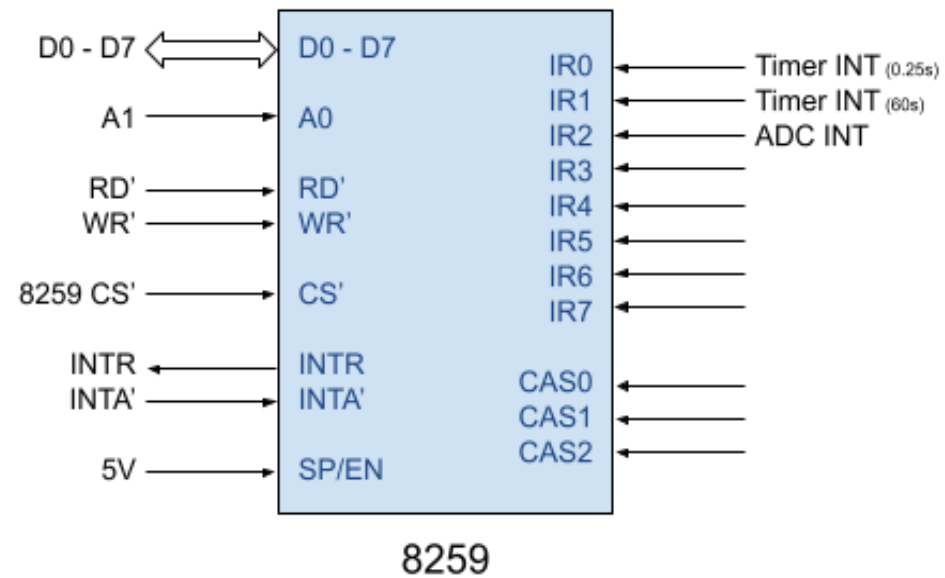 D0 - D7
D0 - D7
IR0
Timer INT (0.25s)
IR1
Timer INT (60s)
A1
A0
IR2
ADC INT
IR3
RD’
RD’
IR4
WR’
WR’
IR5
IR6
8259 CS’
CS’
IR7
INTR
INTR
CAS0
INTA’
INTA’
CAS1
CAS2
5V
SP/EN
8259